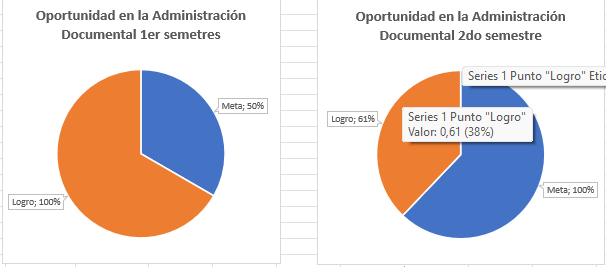 Oportunidad en la Administración
Documental 1er semetres
Meta; 50%
Logro; 100%
Oportunidad en la Administración
Documental 2do semestre
Series 1 Punto "Logro" Etic
Logro; 61%
Series 1 Punto "Logro"
Valor: 0,61 (38%)
Meta; 100%